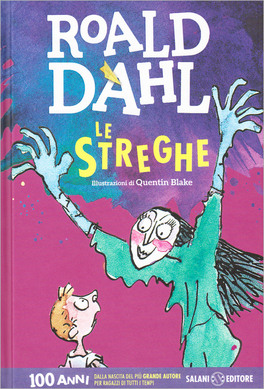 ROALD
DAHL
LE
STREGHE
Illustrazioni di Quentin Blake
100 ANNI
DALLA NASCITA DEL PIÙ GRANDE AUTORE
PER RAGAZZI DI TUTTI I TEMPI
SALANI EDITORE